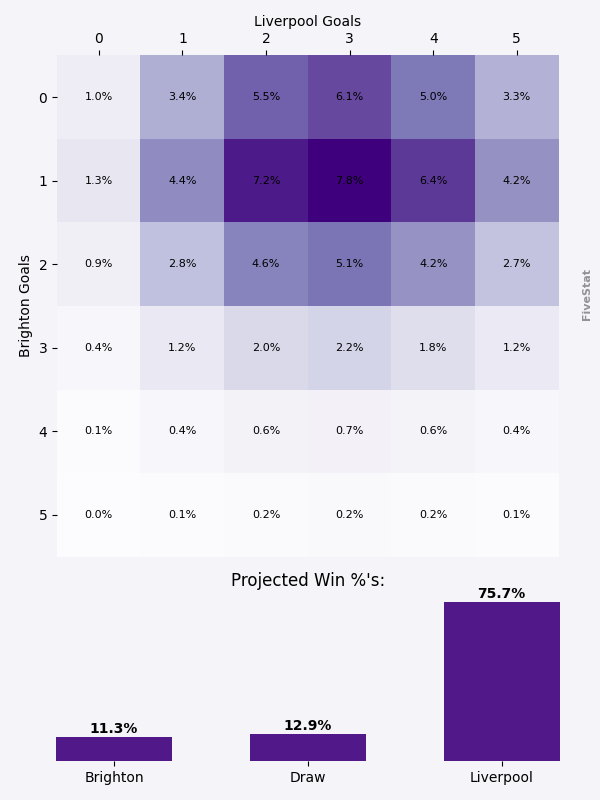 Liverpool Goals
0 1 2 3 4 5
0 1.0% 3.4% 5.5% 6.1% 5.0% 3.3%
1 1.3% 4.4% 7.2% 7.8% 6.4% 4.2%
Brighton Goals
2 0.9% 2.8% 4.6% 5.1% 4.2% 2.7%
FiveStat
3 0.4% 1.2% 2.0% 2.2% 1.8% 1.2%
4 0.1% 0.4% 0.6% 0.7% 0.6% 0.4%
5 0.0% 0.1% 0.2% 0.2% 0.2% 0.1%
Projected Win %'s:
75.7%
11.3% 12.9%
Brighton Draw Liverpool